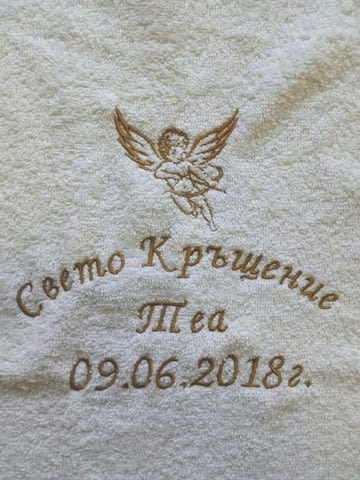 Свето Кръщение
Теа
09.06.2018г.